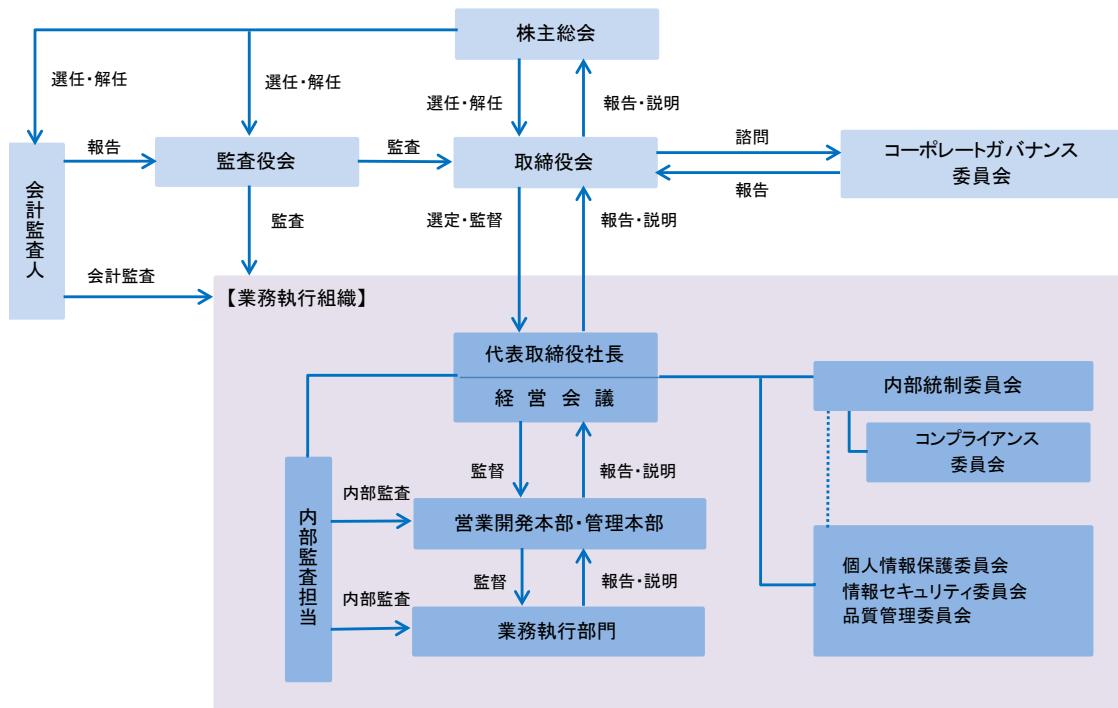 株主総会
選任・解任
選任・解任
選任・解任
報告・説明
会計監査人
報告
監査役会
監査
取締役会
諮問
報告
コーポレートガバナンス
委員会
監査
選定・監督
報告・説明
会計監査
【業務執行組織】
代表取締役社長
経営会議
内部統制委員会
コンプライアンス
委員会
監督
報告・説明
内部監査担当
内部監査
営業開発本部・管理本部
監督
報告・説明
内部監査
業務執行部門
個人情報保護委員会
情報セキュリティ委員会
品質管理委員会